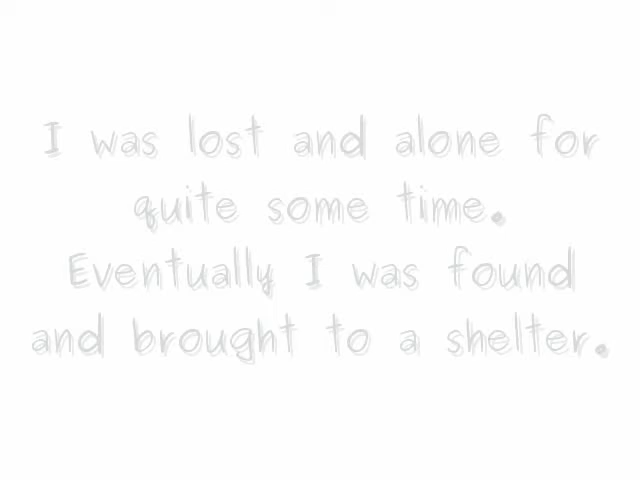 I was lost and alone for
quite some time.
Eventually I was found
and brought to a shelter.